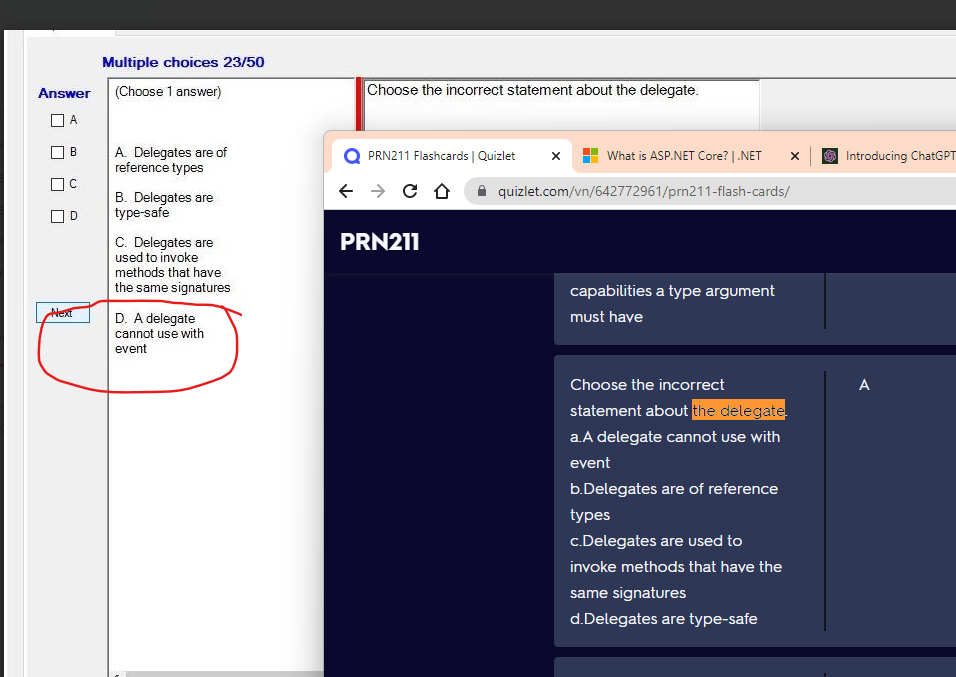 Multiple choices 23/50
Answer
A
B
C
D
Next
(Choose 1 answer)
A. Delegates are of
reference types
B. Delegates are
type-safe
C. Delegates are
used to invoke
methods that have
the same signatures
D. A delegate
cannot use with
event
Choose the incorrect statement about the delegate.
PRN211 Flashcards | Quizlet
What is ASP.NET Core? | .NET
Introducing ChatGPT
quizlet.com/vn/642772961/prn211-flash-cards/
PRN211
capabilities a type argument
must have
Choose the incorrect
statement about the delegate.
a.A delegate cannot use with
event
b.Delegates are of reference
types
c.Delegates are used to
invoke methods that have the
same signatures
d.Delegates are type-safe
A